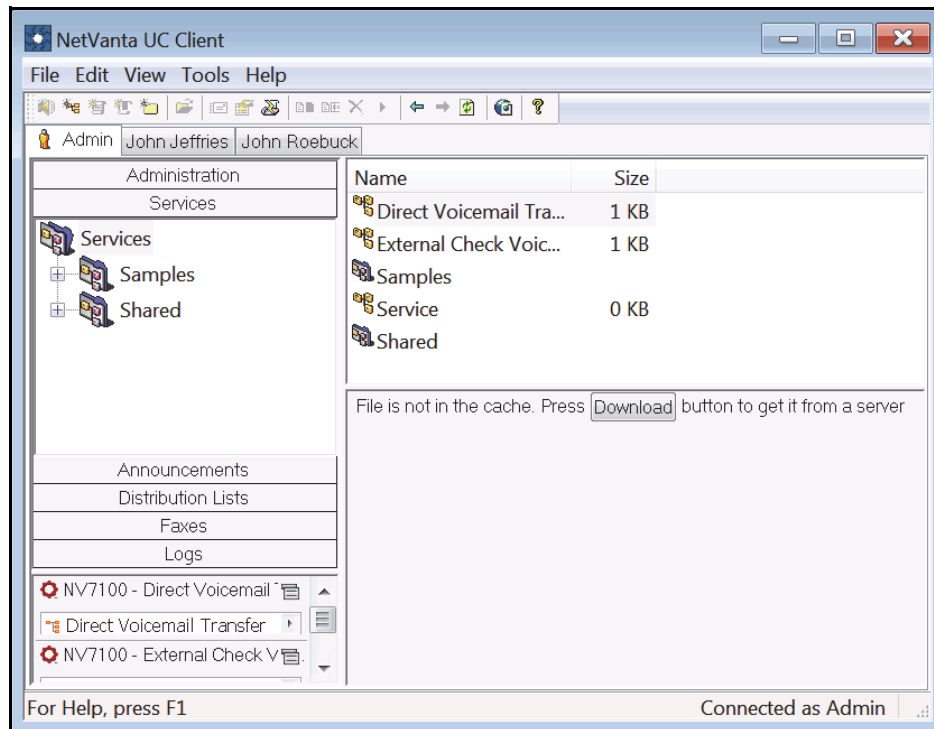 NetVanta UC Client
File Edit View Tools Help
Admin John Jeffries John Roebuck
Administration
Services
Services
Samples
Shared
Announcements
Distribution Lists
Faxes
Logs
NV7100 - Direct Voicemail
Direct Voicemail Transfer
NV7100 - External Check V
Name Size
Direct Voicemail Tra... 1 KB
External Check Voic... 1 KB
Samples
Service 0 KB
Shared
File is not in the cache. Press Download button to get it from a server
For Help, press F1
Connected as Admin